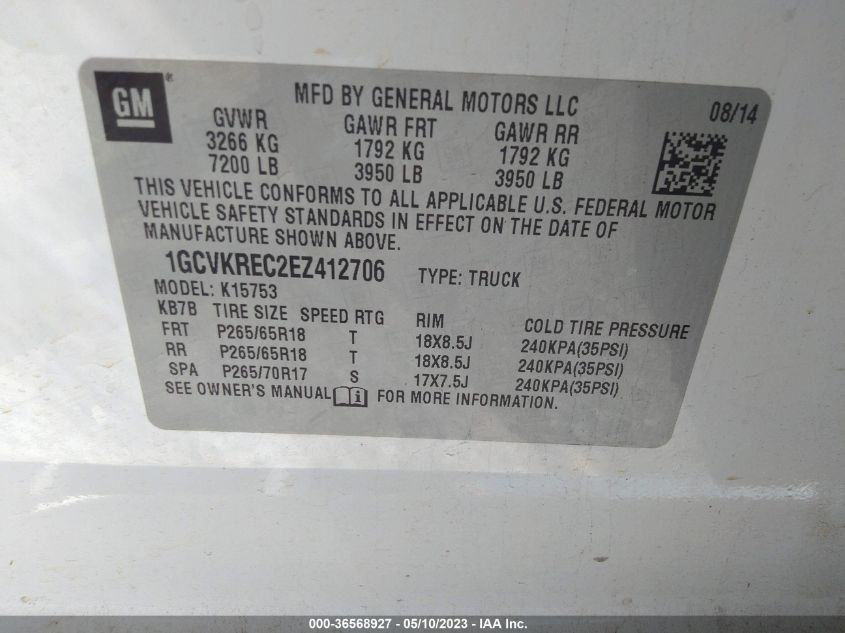 GM®
MFD BY GENERAL MOTORS LLC 08/14
GVWR GAWR FRT GAWR RR
3266 KG 1792 KG 1792 KG
7200 LB 3950 LB 3950 LB
THIS VEHICLE CONFORMS TO ALL APPLICABLE U.S. FEDERAL MOTOR
VEHICLE SAFETY STANDARDS IN EFFECT ON THE DATE OF
MANUFACTURE SHOWN ABOVE.
1GCVKREC2EZ412706 TYPE: TRUCK
MODEL: K15753
KB7B TIRE SIZE SPEED RTG RIM COLD TIRE PRESSURE
FRT P265/65R18 T 18X8.5J 240KPA(35PSI)
RR P265/65R18 T 18X8.5J 240KPA(35PSI)
SPA P265/70R17 S 17X7.5J 240KPA(35PSI)
SEE OWNER'S MANUAL FOR MORE INFORMATION.
000-36568927 - 05/10/2023 - IAA Inc.